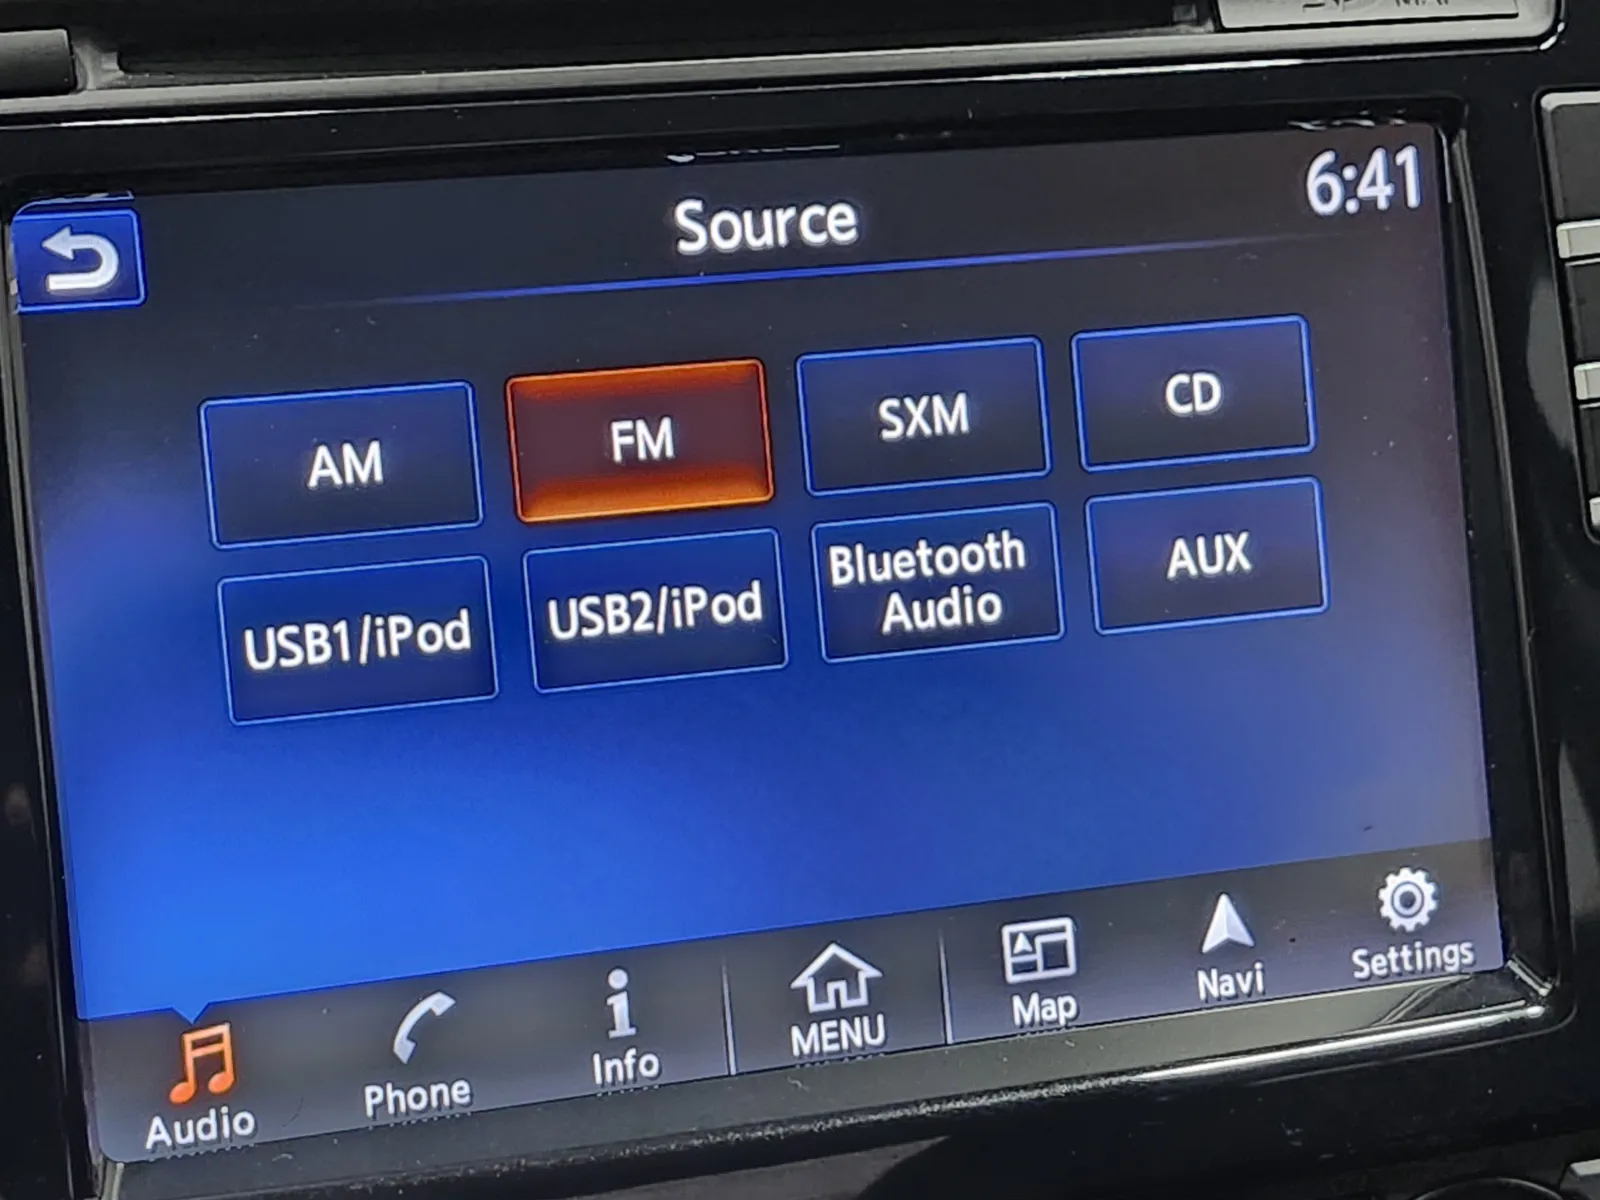 Source
6:41
AM
FM
SXM
CD
USB1/iPod
USB2/iPod
Bluetooth
Audio
AUX
Audio
Phone
Info
MENU
Map
Navi
Settings